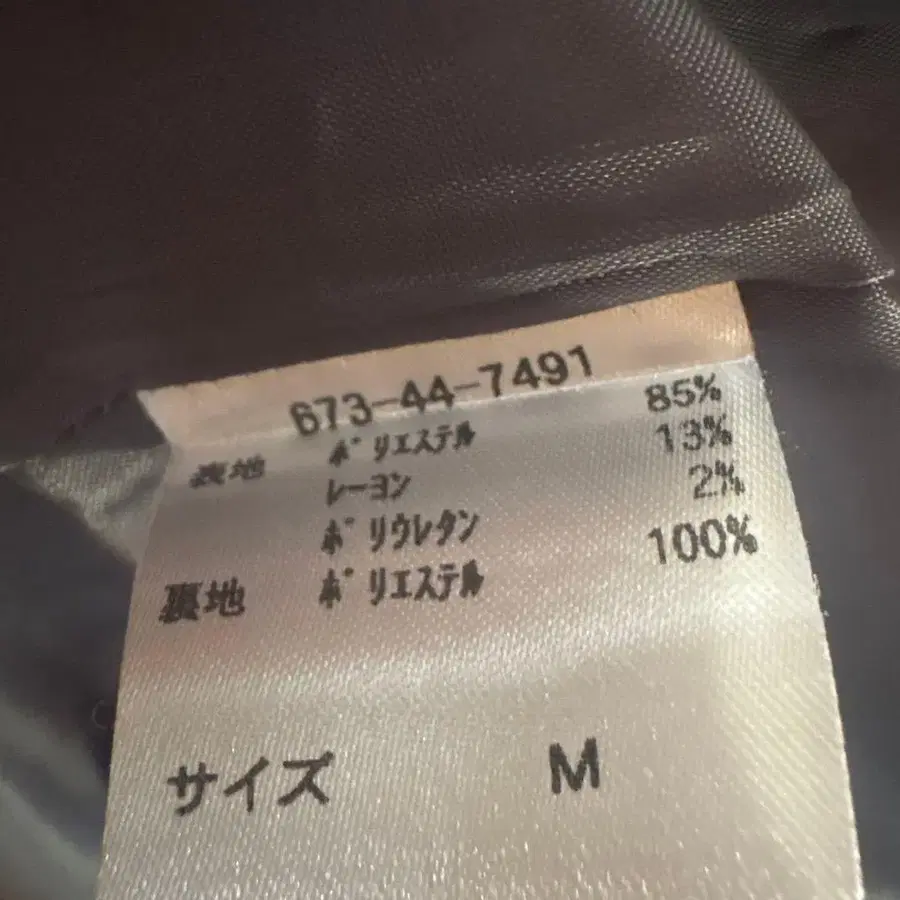 673-44-7491
表地 ポリエステル 85%
レーヨン 13%
ポリウレタン 2%
裏地 ポリエステル 100%
サイズ M